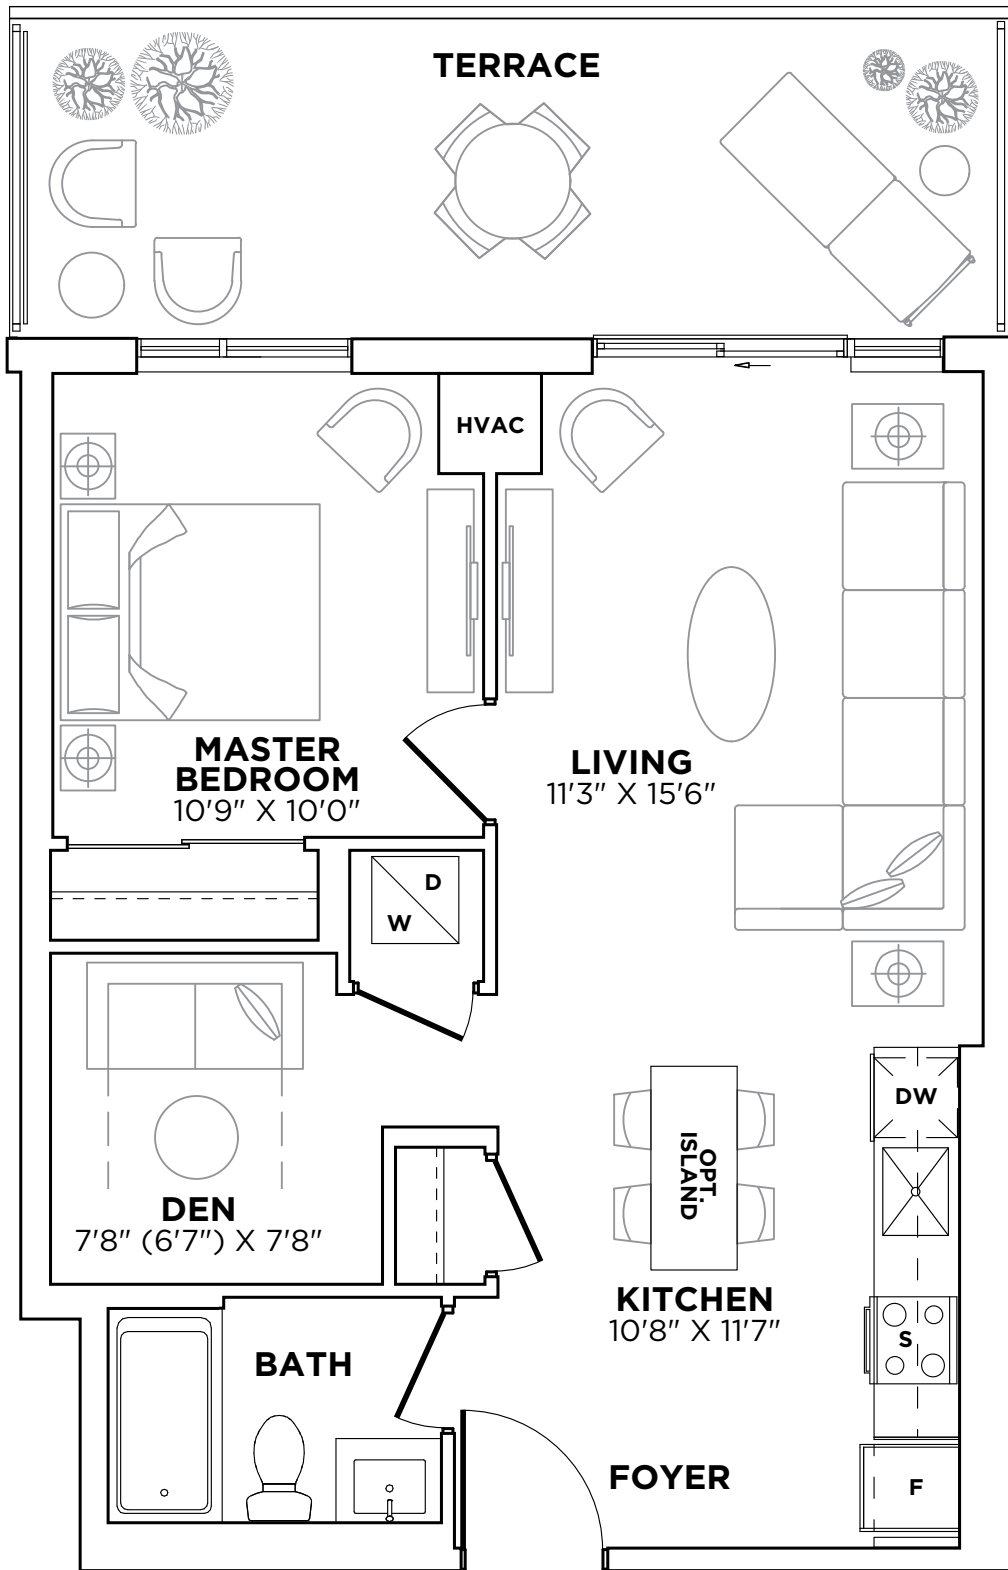 TERRACE
HVAC
MASTER
BEDROOM
10'9" X 10'0"
LIVING
11'3" X 15'6"
D
W
DW
OPT.
ISLAND
DEN
7'8" (6'7") X 7'8"
KITCHEN
10'8" X 11'7"
S
BATH
FOYER
F